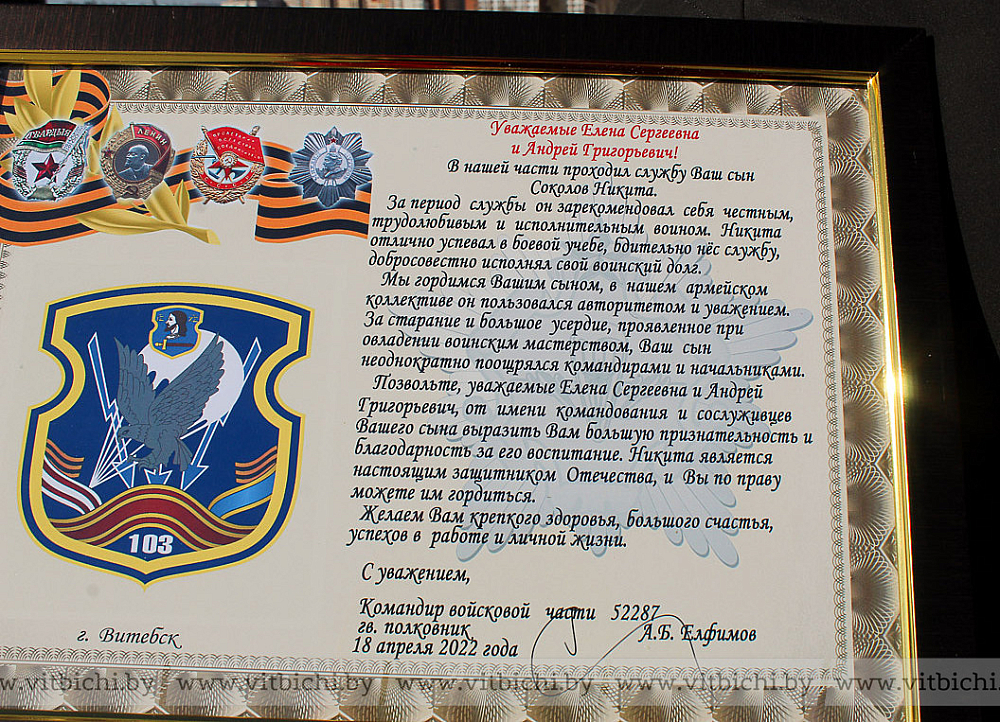 Уважаемые Елена Сергеевна
и Андрей Григорьевич!
В нашей части проходил службу Ваш сын
Соколов Никита.
За период службы он зарекомендовал себя честным,
трудолюбивым и исполнительным воином. Никита
отлично успевал в боевой учебе, бдительно нёс службу,
добросовестно исполнял свой воинский долг.
Мы гордимся Вашим сыном, в нашем армейском
коллективе он пользовался авторитетом и уважением.
За старание и большое усердие, проявленное при
овладении воинским мастерством, Ваш сын
неоднократно поощрялся командирами и начальниками.
Позвольте, уважаемые Елена Сергеевна и Андрей
Григорьевич, от имени командования и сослуживцев
Вашего сына выразить Вам большую признательность и
благодарность за его воспитание. Никита является
настоящим защитником Отечества, и Вы по праву
можете им гордиться.
Желаем Вам крепкого здоровья, большого счастья,
успехов в работе и личной жизни.
С уважением,
Командир войсковой части 52287
гв. полковник
А.Б. Елфимов
18 апреля 2022 года
ГВАРДИЯ
ЛЕНИН
103
г. Витебск
www.vitbichi.by www.vitbichi.by www.vitbichi.by www.vitbichi.by www.vitbichi